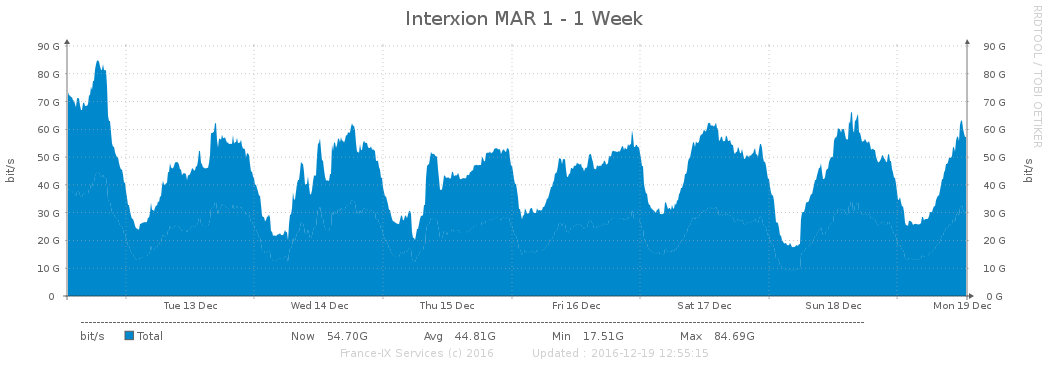 Interxion MAR 1 - 1 Week
RRDTOOL / TOBI OETIKER
bit/s
90 G 90 G
80 G 80 G
70 G 70 G
60 G 60 G
50 G 50 G
40 G 40 G
30 G 30 G
20 G 20 G
10 G 10 G
0 0 G
bit/s
Tue 13 Dec Wed 14 Dec Thu 15 Dec Fri 16 Dec Sat 17 Dec Sun 18 Dec Mon 19 Dec
bit/s Total Now 54.70G Avg 44.81G Min 17.51G Max 84.69G
France-IX Services (c) 2016 Updated : 2016-12-19 12:55:15